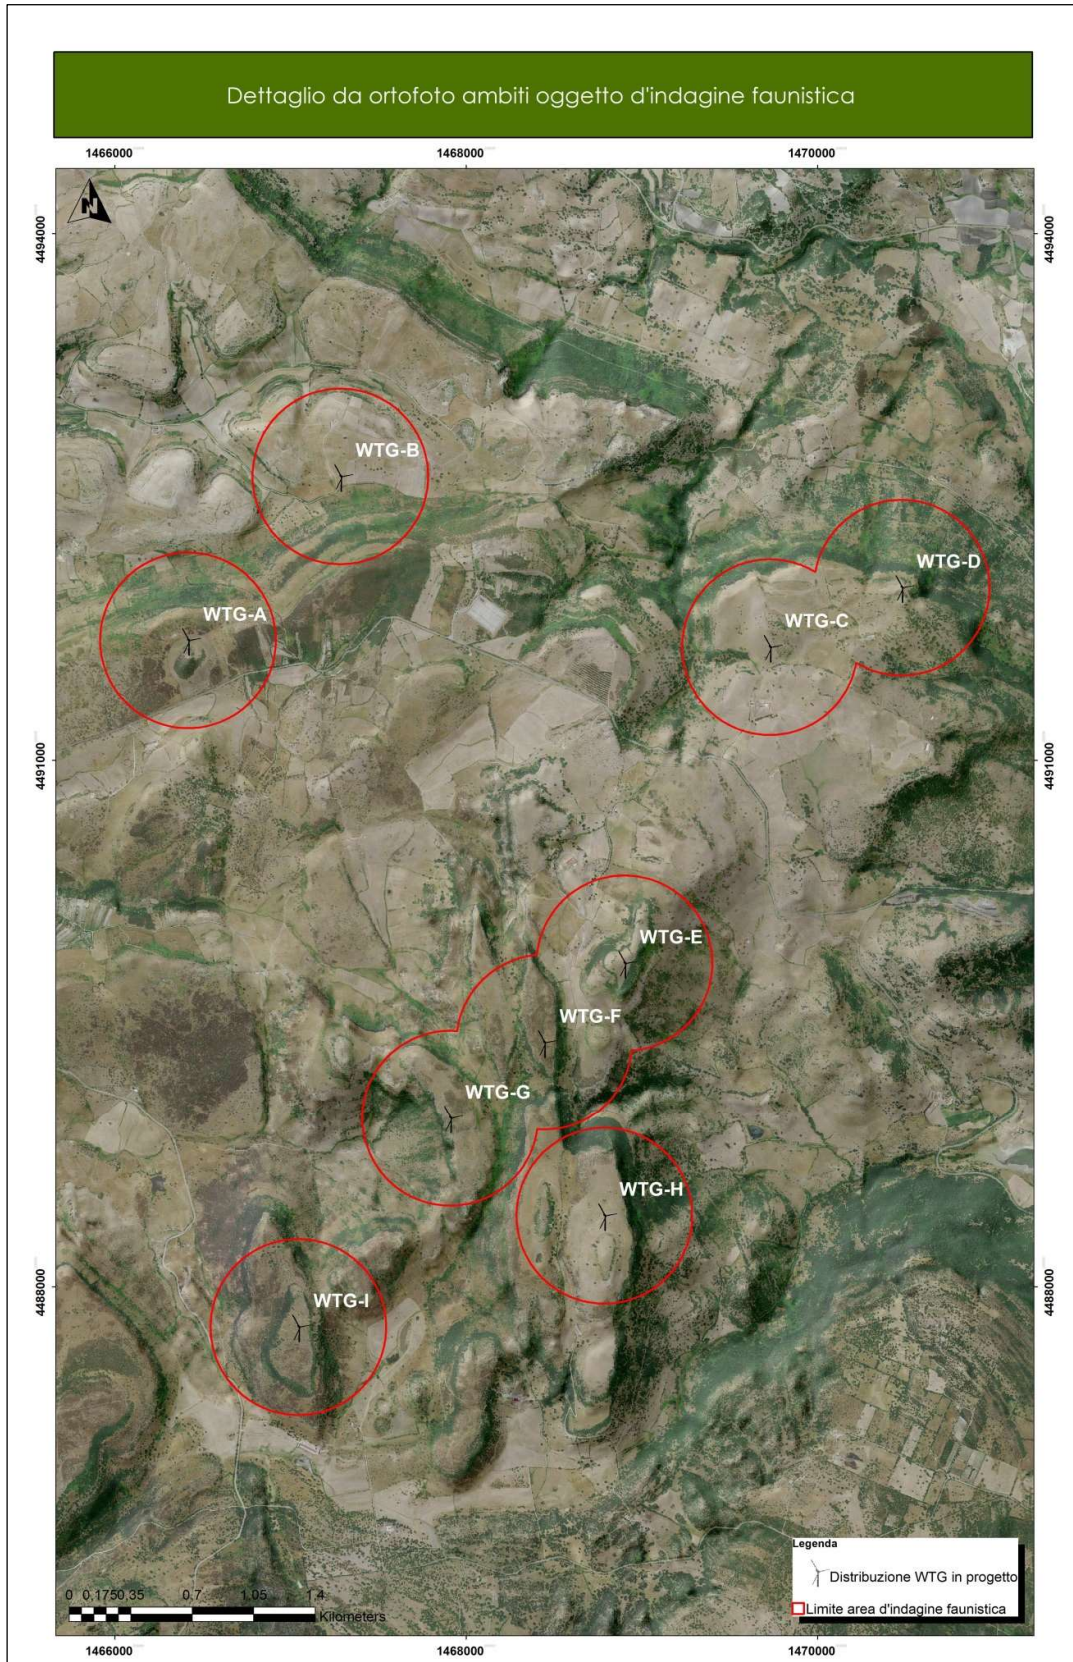 Dettaglio da ortofoto ambiti oggetto d'indagine faunistica
1466000 1468000 1470000
N
4494000 4494000
WTG-B
WTG-D
WTG-A
WTG-C
4491000 4491000
WTG-E
WTG-F
WTG-G
WTG-H
4488000 4488000
WTG-I
Legenda
Distribuzione WTG in progetto
Limite area d'indagine faunistica
0 0,1750,35 0,7 1,05 1,4
Kilometers
1466000 1468000 1470000